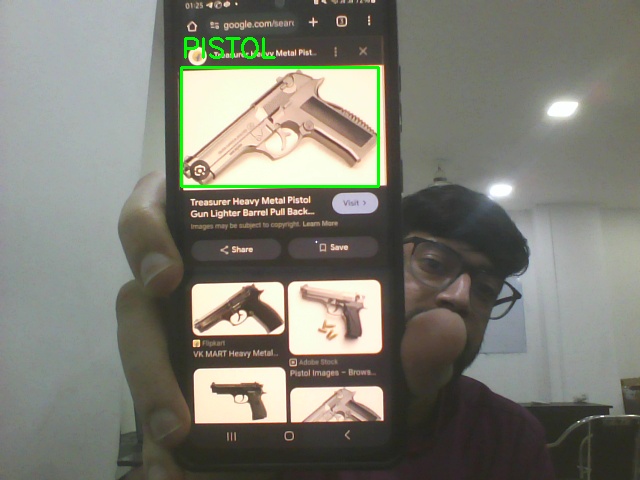 01:25
google.com/sear
PISTOL
Treasurer Heavy Metal Pist...
Treasurer Heavy Metal Pistol
Gun Lighter Barrel Pull Back...
Visit >
Images may be subject to copyright. Learn More
Share
Save
Flipkart
VK MART Heavy Metal...
Adobe Stock
Pistol Images – Brows...